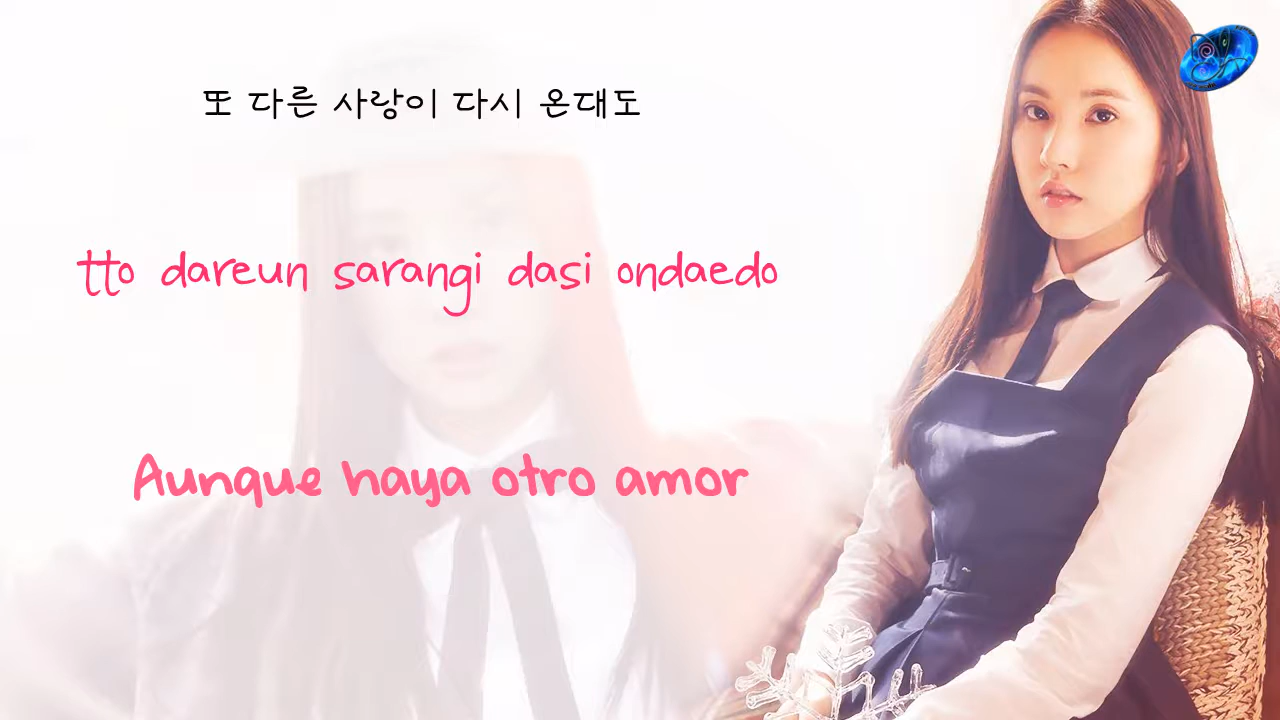 또 다른 사랑이 다시 온대도
tto dareun sarangi dasi ondaedo
Aunque haya otro amor